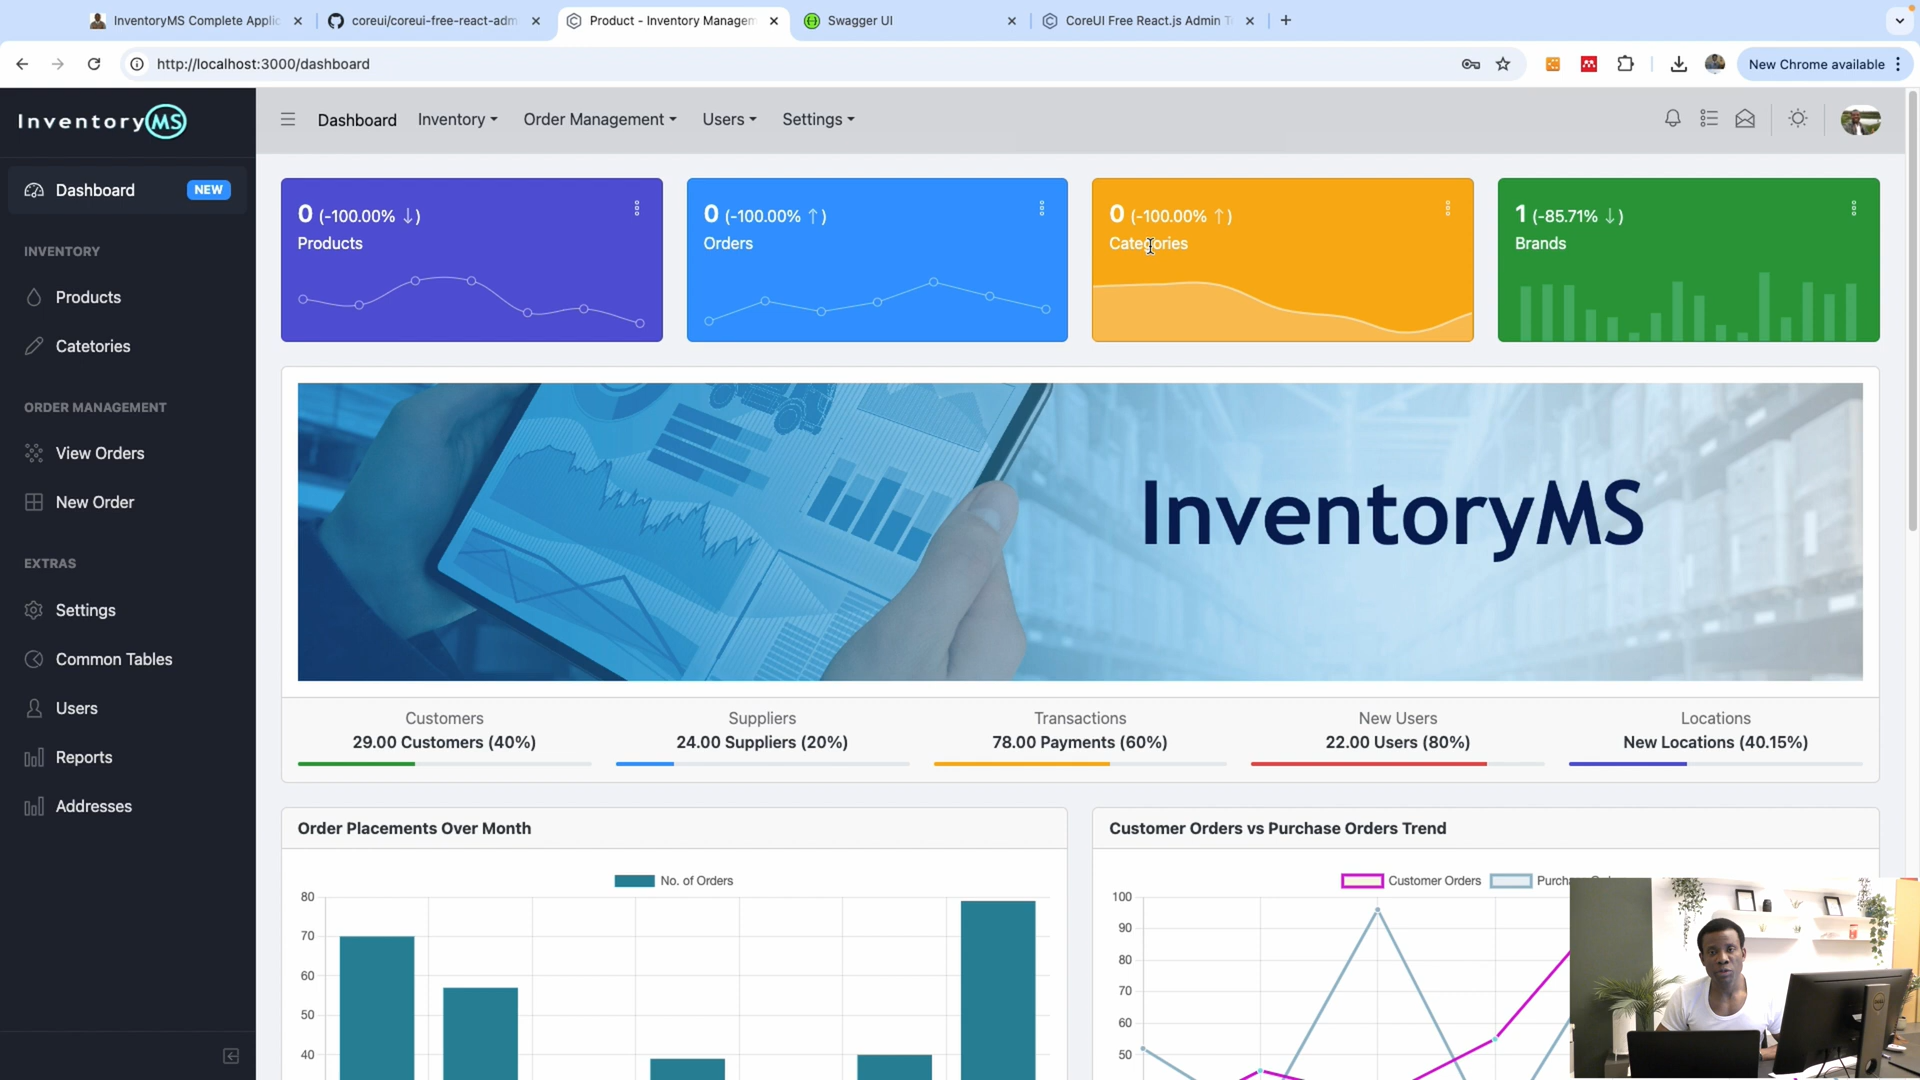 InventoryMS Complete Applic
coreui/coreui-free-react-adm
Product - Inventory Managem
Swagger UI
CoreUI Free React.js Admin T
http://localhost:3000/dashboard
New Chrome available
InventoryMS
Dashboard
Inventory
Order Management
Users
Settings
Dashboard
NEW
INVENTORY
Products
Catetories
ORDER MANAGEMENT
View Orders
New Order
EXTRAS
Settings
Common Tables
Users
Reports
Addresses
0 (-100.00% ↓)
Products
0 (-100.00% ↑)
Orders
0 (-100.00% ↑)
Categories
1 (-85.71% ↓)
Brands
InventoryMS
Customers
29.00 Customers (40%)
Suppliers
24.00 Suppliers (20%)
Transactions
78.00 Payments (60%)
New Users
22.00 Users (80%)
Locations
New Locations (40.15%)
Order Placements Over Month
No. of Orders
80
70
60
50
40
Customer Orders vs Purchase Orders Trend
Customer Orders
100
90
80
70
60
50